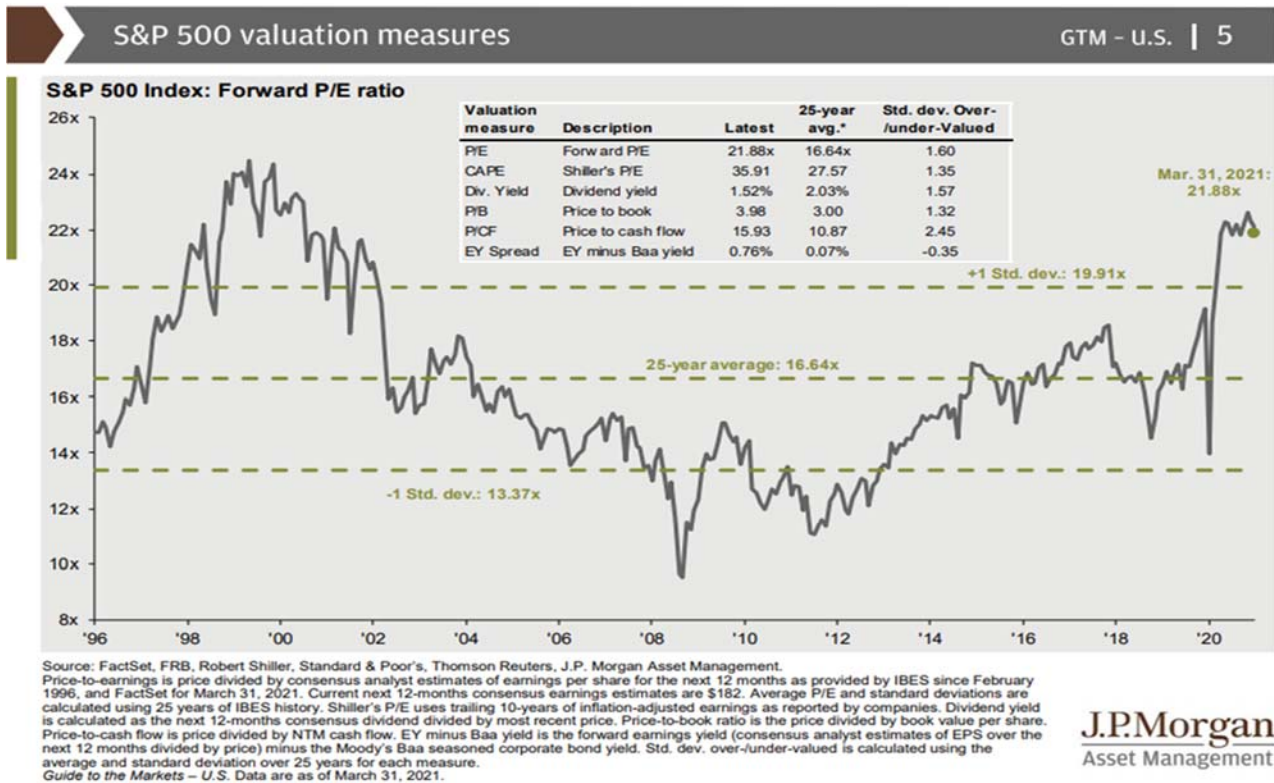 S&P 500 valuation measures
GTM – U.S. | 5
S&P 500 Index: Forward P/E ratio
Valuation measure Description Latest 25-year avg.* Std. dev. Over-/under-Valued
P/E Forward P/E 21.88x 16.64x 1.60
CAPE Shiller's P/E 35.91 27.57 1.35
Div. Yield Dividend yield 1.52% 2.03% 1.57
P/B Price to book 3.98 3.00 1.32
P/CF Price to cash flow 15.93 10.87 2.45
EY Spread EY minus Baa yield 0.76% 0.07% -0.35
26x
24x
22x
20x
18x
16x
14x
12x
10x
8x
Mar. 31, 2021:
21.88x
+1 Std. dev.: 19.91x
25-year average: 16.64x
-1 Std. dev.: 13.37x
'96 '98 '00 '02 '04 '06 '08 '10 '12 '14 '16 '18 '20
Source: FactSet, FRB, Robert Shiller, Standard & Poor's, Thomson Reuters, J.P. Morgan Asset Management.
Price-to-earnings is price divided by consensus analyst estimates of earnings per share for the next 12 months as provided by IBES since February
1996, and FactSet for March 31, 2021. Current next 12-months consensus earnings estimates are $182. Average P/E and standard deviations are
calculated using 25 years of IBES history. Shiller's P/E uses trailing 10-years of inflation-adjusted earnings as reported by companies. Dividend yield
is calculated as the next 12-months consensus dividend divided by most recent price. Price-to-book ratio is the price divided by book value per share.
Price-to-cash flow is price divided by NTM cash flow. EY minus Baa yield is the forward earnings yield (consensus analyst estimates of EPS over the
next 12 months divided by price) minus the Moody's Baa seasoned corporate bond yield. Std. dev. over-/under-valued is calculated using the
average and standard deviation over 25 years for each measure.
Guide to the Markets – U.S. Data are as of March 31, 2021.
J.P.Morgan
Asset Management